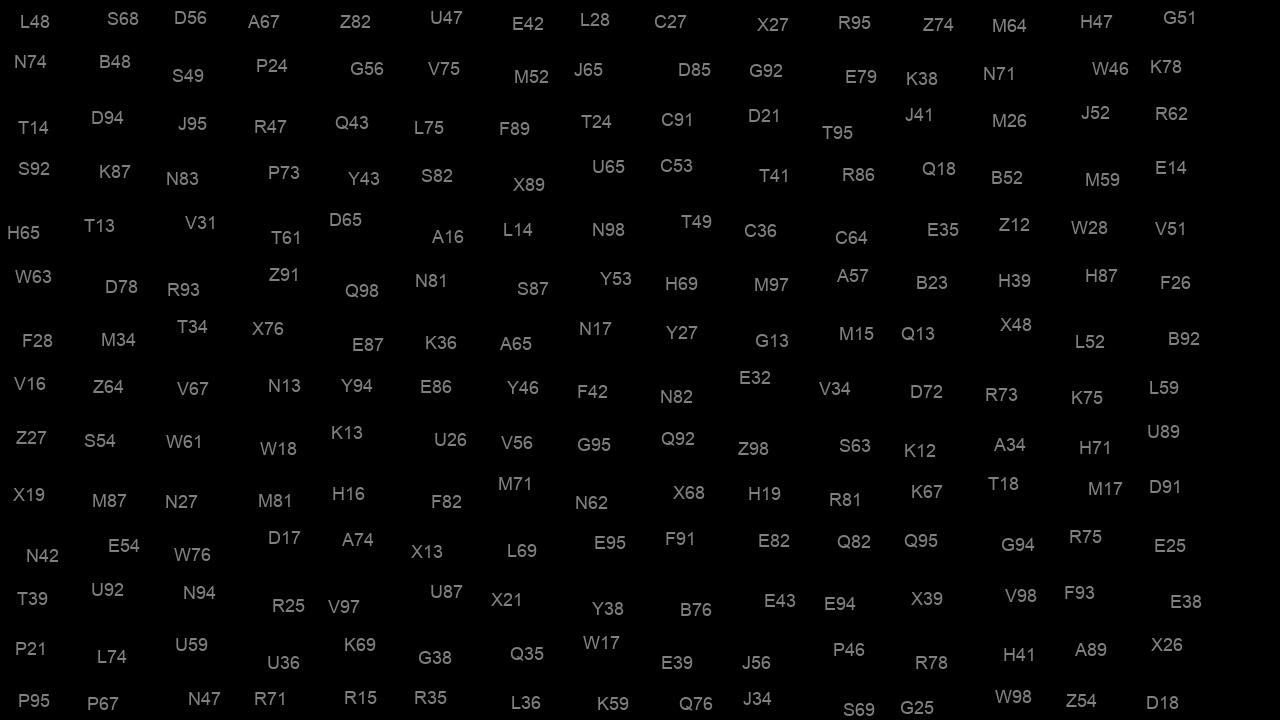 L48 S68 D56 A67 Z82 U47 E42 L28 C27 X27 R95 Z74 M64 H47 G51
N74 B48 S49 P24 G56 V75 M52 J65 D85 G92 E79 K38 N71 W46 K78
T14 D94 J95 R47 Q43 L75 F89 T24 C91 D21 T95 J41 M26 J52 R62
S92 K87 N83 P73 Y43 S82 X89 U65 C53 T41 R86 Q18 B52 M59 E14
H65 T13 V31 T61 D65 A16 L14 N98 T49 C36 C64 E35 Z12 W28 V51
W63 D78 R93 Z91 Q98 N81 S87 Y53 H69 M97 A57 B23 H39 H87 F26
F28 M34 T34 X76 E87 K36 A65 N17 Y27 G13 M15 Q13 X48 L52 B92
V16 Z64 V67 N13 Y94 E86 Y46 F42 N82 E32 V34 D72 R73 K75 L59
Z27 S54 W61 W18 K13 U26 V56 G95 Q92 Z98 S63 K12 A34 H71 U89
X19 M87 N27 M81 H16 F82 M71 N62 X68 H19 R81 K67 T18 M17 D91
N42 E54 W76 D17 A74 X13 L69 E95 F91 E82 Q82 Q95 G94 R75 E25
T39 U92 N94 R25 V97 U87 X21 Y38 B76 E43 E94 X39 V98 F93 E38
P21 L74 U59 U36 K69 G38 Q35 W17 E39 J56 P46 R78 H41 A89 X26
P95 P67 N47 R71 R15 R35 L36 K59 Q76 J34 S69 G25 W98 Z54 D18